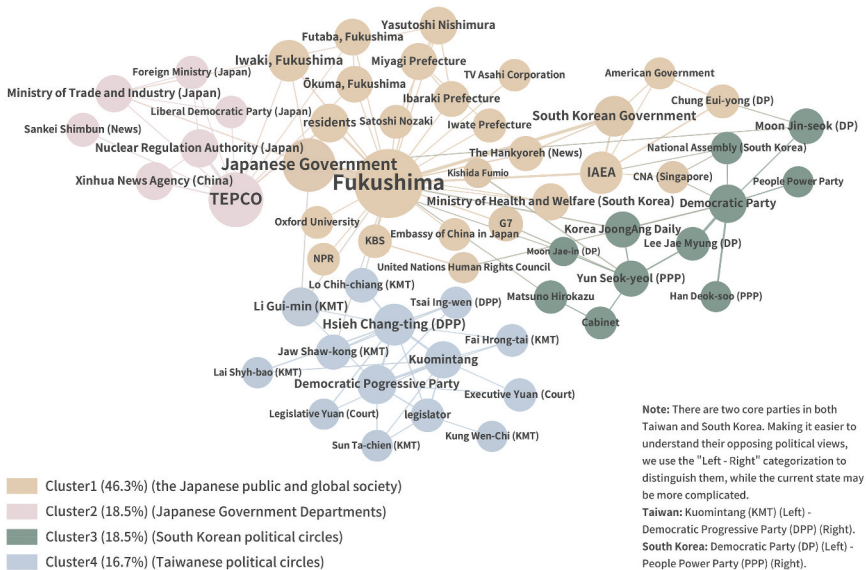 Yasutoshi Nishimura
Futaba, Fukushima
Iwaki, Fukushima
Miyagi Prefecture
Foreign Ministry (Japan)
TV Asahi Corporation
American Government
Ōkuma, Fukushima
Ministry of Trade and Industry (Japan)
Ibaraki Prefecture
Chung Eui-yong (DP)
Liberal Democratic Party (Japan)
South Korean Government
residents
Satoshi Nozaki
Iwate Prefecture
Moon Jin-seok (DP)
Sankei Shimbun (News)
Nuclear Regulation Authority (Japan)
National Assembly (South Korea)
The Hankyoreh (News)
Japanese Government
Kishida Fumio
IAEA
CNA (Singapore)
People Power Party
Xinhua News Agency (China)
Fukushima
TEPCO
Ministry of Health and Welfare (South Korea)
Democratic Party
Oxford University
G7
Korea JoongAng Daily
Embassy of China in Japan
KBS
Lee Jae Myung (DP)
Moon Jae-in (DP)
NPR
United Nations Human Rights Council
Yun Seok-yeol (PPP)
Lo Chih-chiang (KMT)
Matsuno Hirokazu
Han Deok-soo (PPP)
Tsai Ing-wen (DPP)
Li Gui-min (KMT)
Hsieh Chang-ting (DPP)
Cabinet
Fai Hrong-tai (KMT)
Jaw Shaw-kong (KMT)
Kuomintang
Lai Shyh-bao (KMT)
Democratic Pogressive Party
Executive Yuan (Court)
Legislative Yuan (Court)
legislator
Kung Wen-Chi (KMT)
Sun Ta-chien (KMT)
Note: There are two core parties in both
Taiwan and South Korea. Making it easier to
understand their opposing political views,
we use the "Left - Right" categorization to
distinguish them, while the current state may
be more complicated.
Taiwan: Kuomintang (KMT) (Left) -
Democratic Progressive Party (DPP) (Right).
South Korea: Democratic Party (DP) (Left) -
People Power Party (PPP) (Right).
Cluster1 (46.3%) (the Japanese public and global society)
Cluster2 (18.5%) (Japanese Government Departments)
Cluster3 (18.5%) (South Korean political circles)
Cluster4 (16.7%) (Taiwanese political circles)